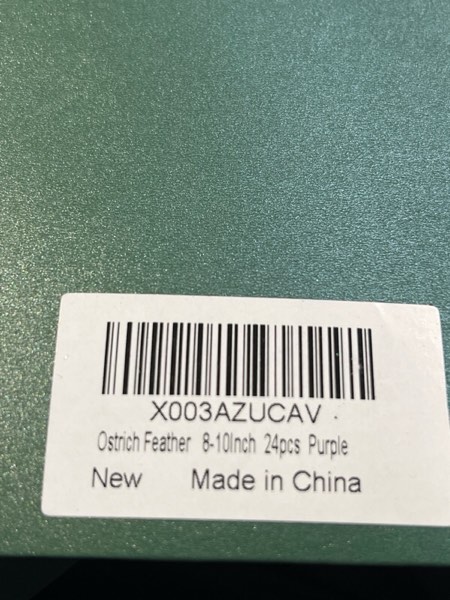 X003AZUCAV
Ostrich Feather 8-10Inch 24pcs Purple
New Made in China